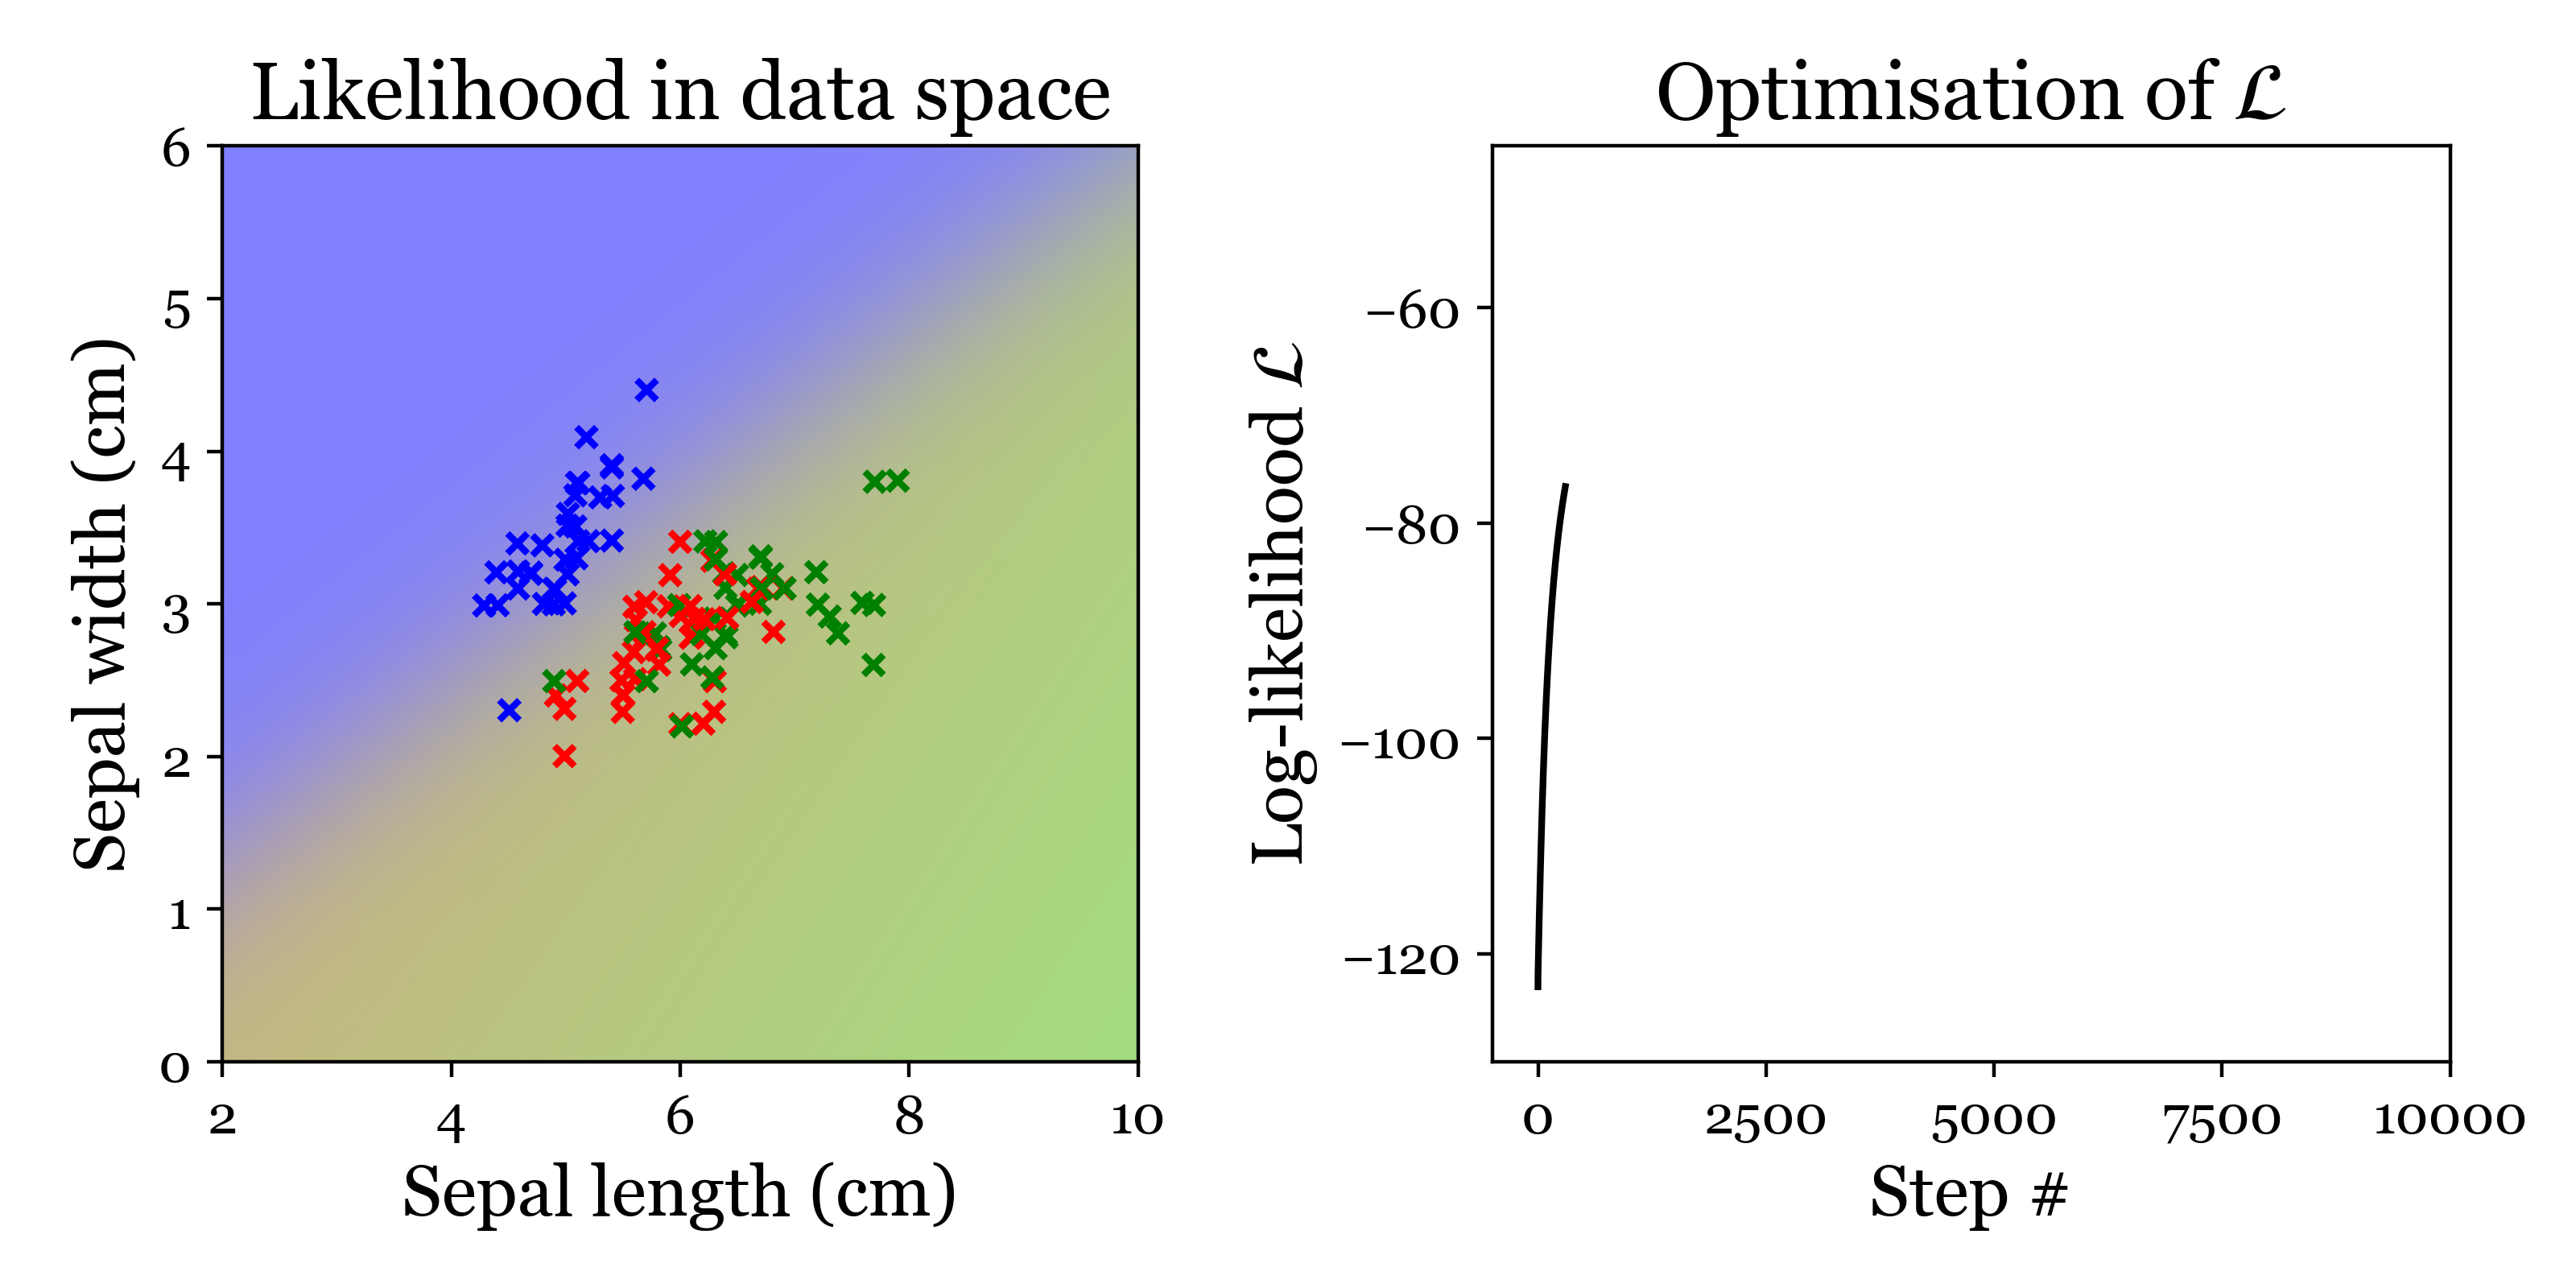 Likelihood in data space
6
5
4
3
2
1
0
Sepal width (cm)
2 4 6 8 10
Sepal length (cm)
Optimisation of ℒ
−60
−80
−100
−120
Log-likelihood ℒ
0 2500 5000 7500 10000
Step #